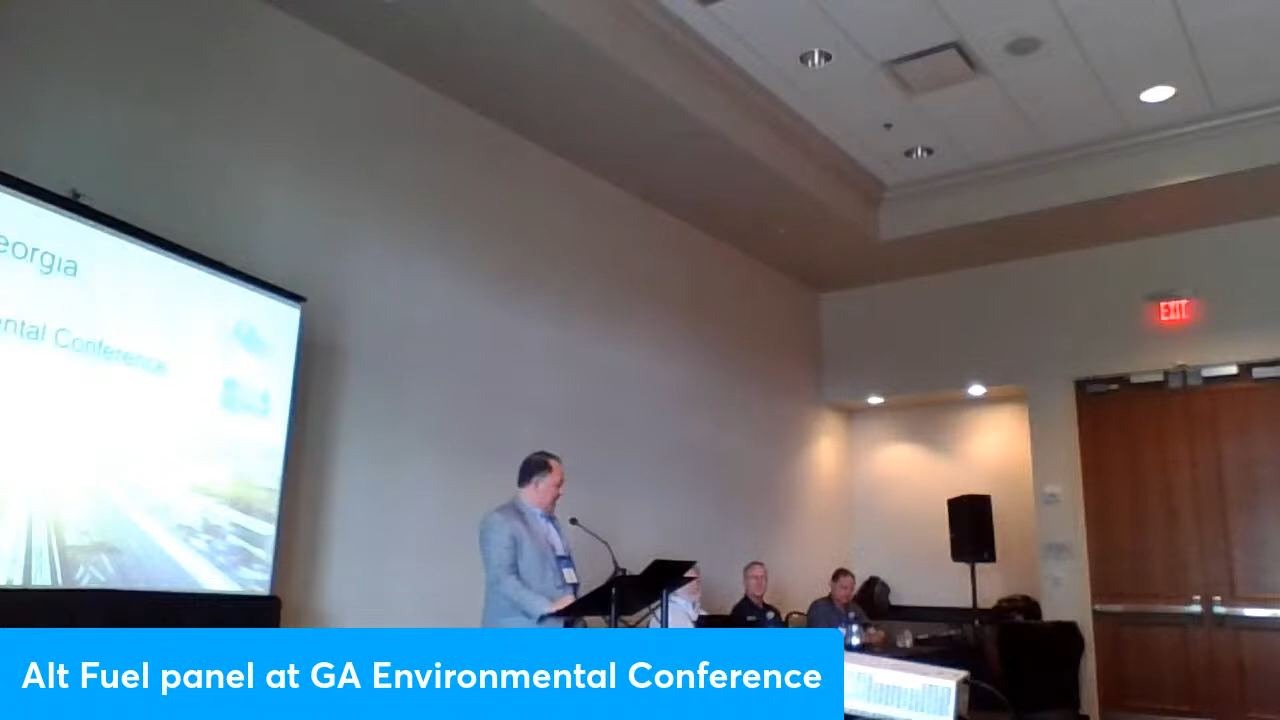 eorgia
ental Conference
EXIT
Alt Fuel panel at GA Environmental Conference